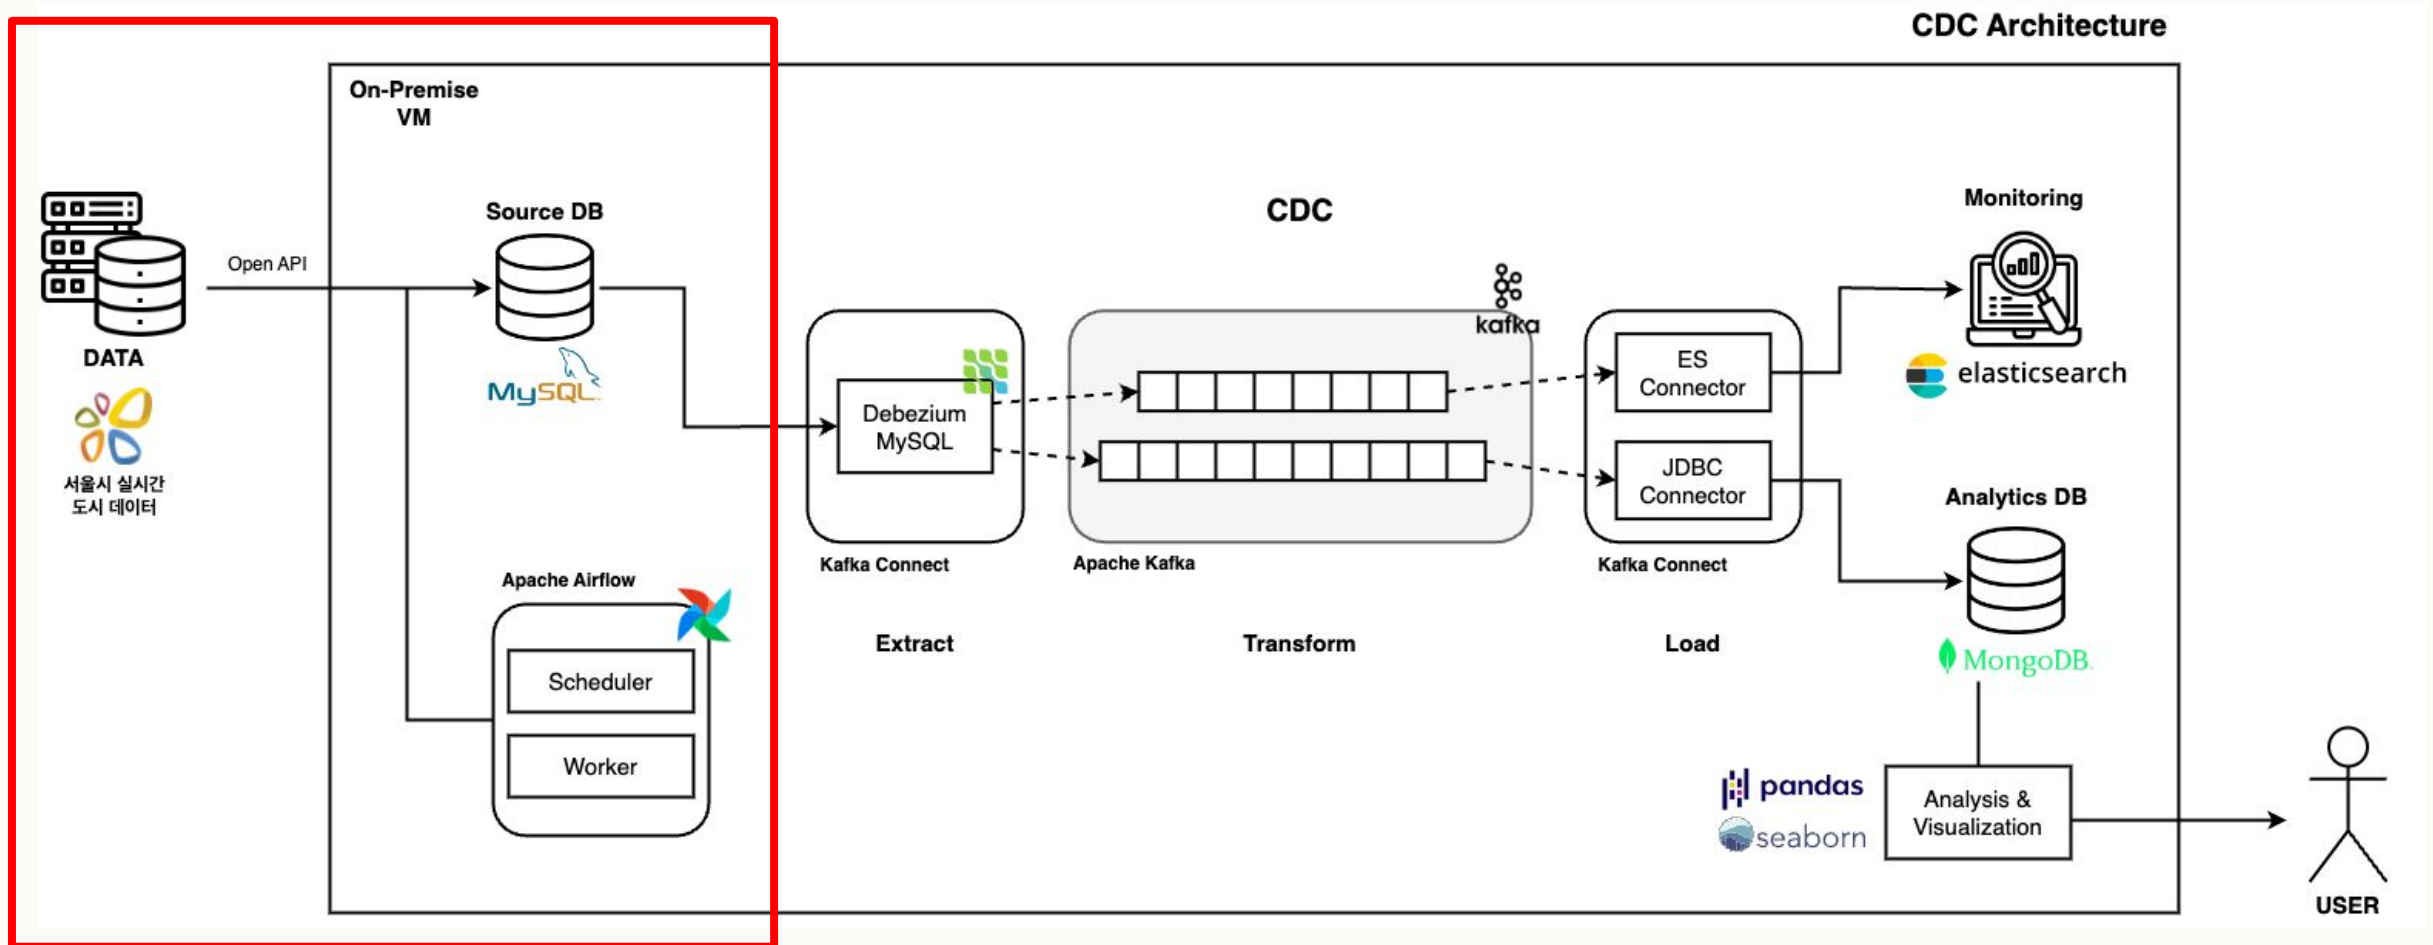 CDC Architecture
On-Premise
VM
Source DB
MySQL
Open API
DATA
서울시 실시간
도시 데이터
Apache Airflow
Scheduler
Worker
CDC
Debezium
MySQL
Kafka Connect
Extract
kafka
Apache Kafka
Transform
ES
Connector
JDBC
Connector
Kafka Connect
Load
Monitoring
elasticsearch
Analytics DB
MongoDB.
pandas
seaborn
Analysis &
Visualization
USER